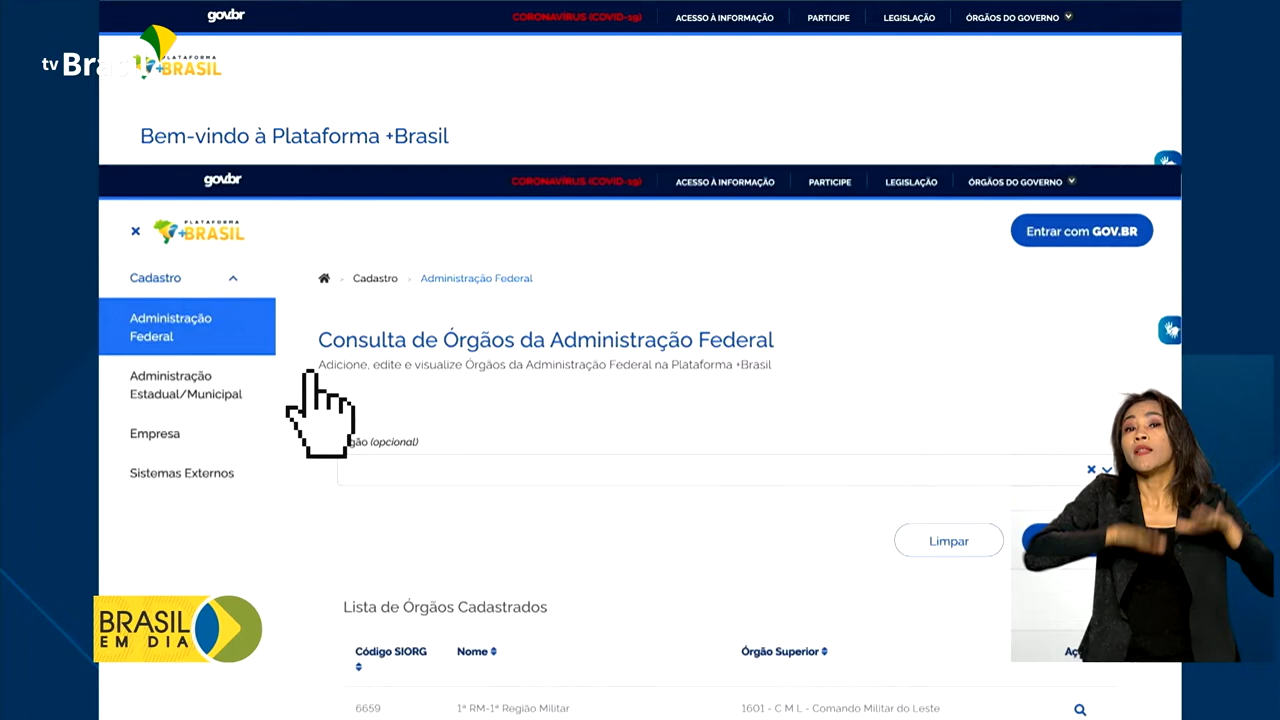 gov.br
CORONAVÍRUS (COVID-19)
ACESSO À INFORMAÇÃO
PARTICIPE
LEGISLAÇÃO
ÓRGÃOS DO GOVERNO
tv Brasil
PLATAFORMA
+BRASIL
Bem-vindo à Plataforma +Brasil
gov.br
CORONAVÍRUS (COVID-19)
ACESSO À INFORMAÇÃO
PARTICIPE
LEGISLAÇÃO
ÓRGÃOS DO GOVERNO
PLATAFORMA
+BRASIL
Entrar com GOV.BR
Cadastro
Cadastro
Administração Federal
Administração
Federal
Administração
Estadual/Municipal
Empresa
Sistemas Externos
Consulta de Órgãos da Administração Federal
Adicione, edite e visualize Órgãos da Administração Federal na Plataforma +Brasil
(opcional)
Limpar
BRASIL
EM DIA
Lista de Órgãos Cadastrados
Código SIORG
Nome
Órgão Superior
6659
1ª RM-1ª Região Militar
1601 - C M L - Comando Militar do Leste